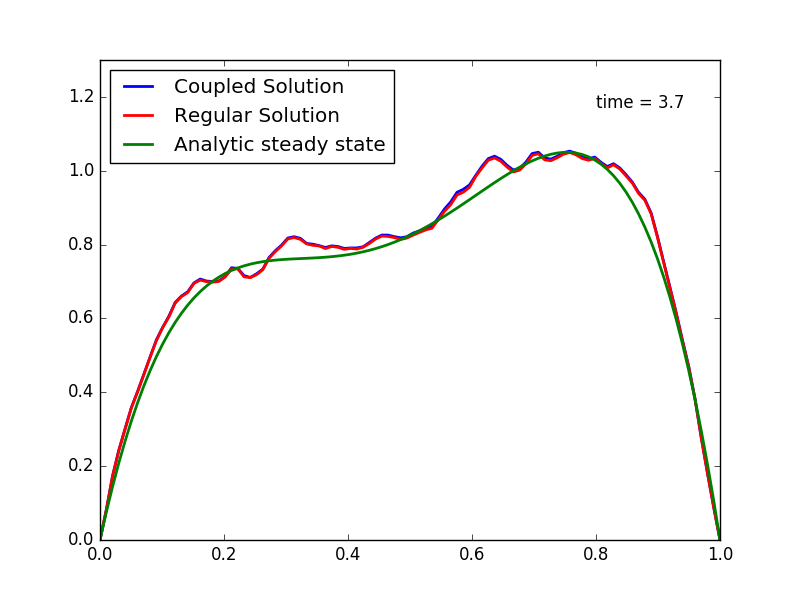 Coupled Solution
Regular Solution
Analytic steady state
time = 3.7
1.2
1.0
0.8
0.6
0.4
0.2
0.0
0.0 0.2 0.4 0.6 0.8 1.0